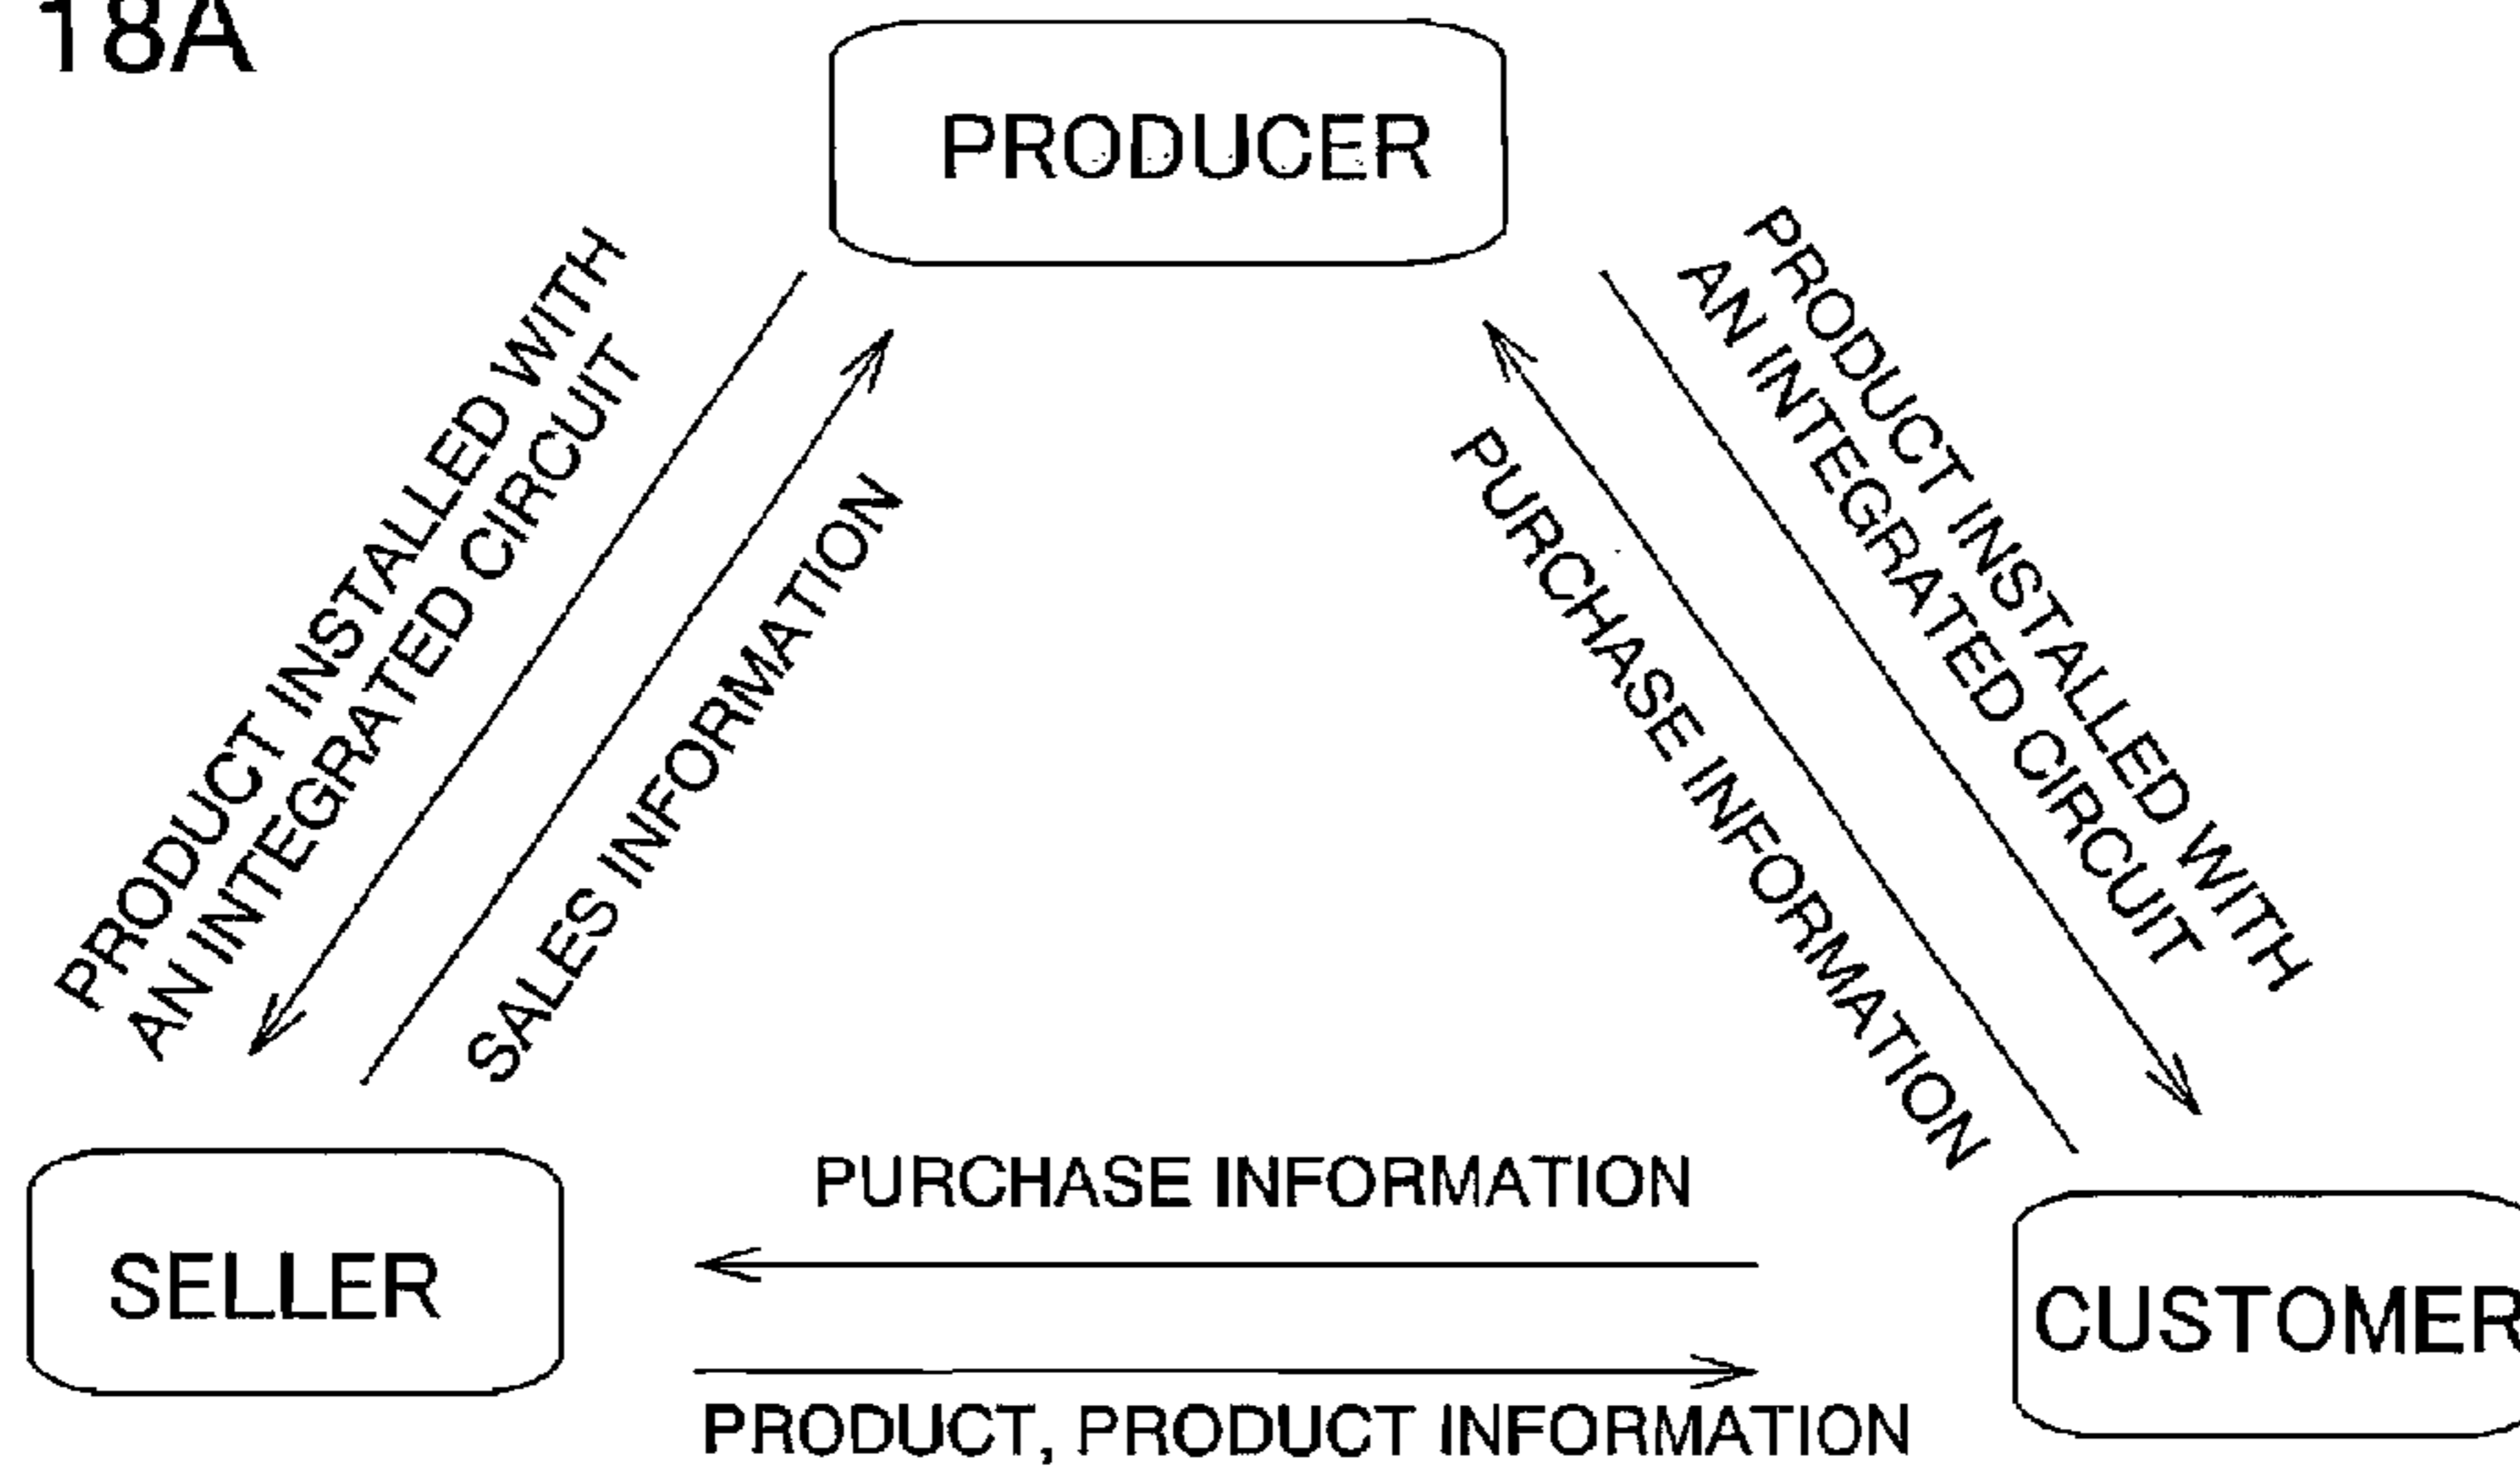 18A
PRODUCER
PRODUCT INSTALLED WITH
AN INTEGRATED CIRCUIT
SALES INFORMATION
PURCHASE INFORMATION
PRODUCT INSTALLED WITH
AN INTEGRATED CIRCUIT
PURCHASE INFORMATION
SELLER
CUSTOMER
PRODUCT, PRODUCT INFORMATION